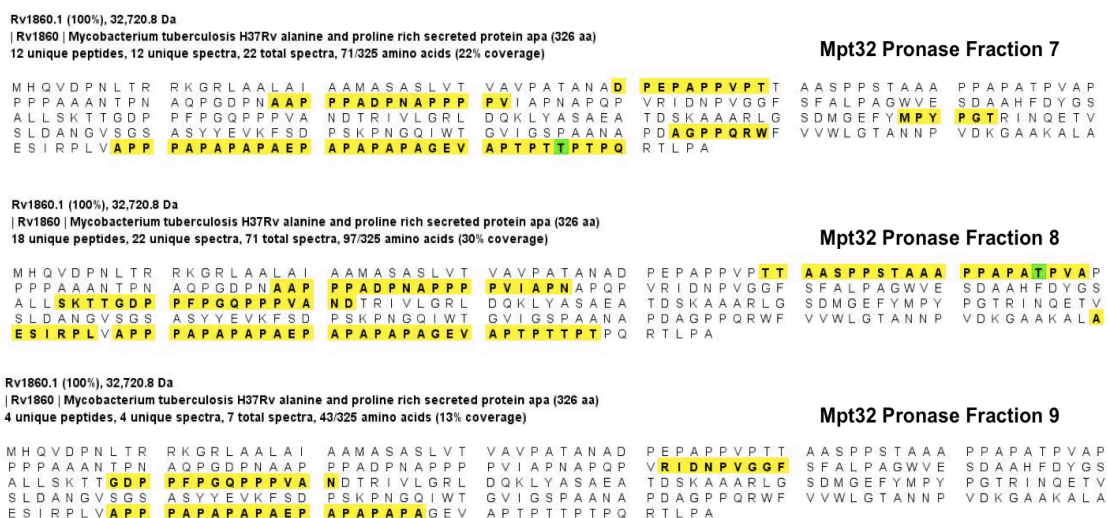 Rv1860.1 (100%), 32,720.8 Da
| Rv1860 | Mycobacterium tuberculosis H37Rv alanine and proline rich secreted protein apa (326 aa)
12 unique peptides, 12 unique spectra, 22 total spectra, 71/325 amino acids (22% coverage)
Mpt32 Pronase Fraction 7
MHQVDPNLTR RKGRLAALAI AAMASASLVT VAVPATANAD PEPAPPVPTT AASPPSTAAA PPAPATPVAP
PPPAAANTPN AQPGDPNAAP PPADPNAPPP PVIAPNAPQP VRIDNPVGGF SFALPAGWVE SDAAHFDYGS
ALLSKTTGDP PFPGQPPPVA NDTRIVLGRL DQKLYASAEA TDSKAAARLG SDMGEFYMPY PGTRINQETV
SLDANGVSGS ASYYEVKFSD PSKPNGQIWT GVIGSPAANA PDAGPPQRWF VVWLGTANNP VDKGAAKALA
ESIRPLVAPP PAPAPAPAEP APAPAPAGEV APTPTTPTPQ RTLPA
Rv1860.1 (100%), 32,720.8 Da
| Rv1860 | Mycobacterium tuberculosis H37Rv alanine and proline rich secreted protein apa (326 aa)
18 unique peptides, 22 unique spectra, 71 total spectra, 97/325 amino acids (30% coverage)
Mpt32 Pronase Fraction 8
MHQVDPNLTR RKGRLAALAI AAMASASLVT VAVPATANAD PEPAPPVPTT AASPPSTAAA PPAPATPVAP
PPPAAANTPN AQPGDPNAAP PPADPNAPPP PVIAPNAPQP VRIDNPVGGF SFALPAGWVE SDAAHFDYGS
ALLSKTTGDP PFPGQPPPVA NDTRIVLGRL DQKLYASAEA TDSKAAARLG SDMGEFYMPY PGTRINQETV
SLDANGVSGS ASYYEVKFSD PSKPNGQIWT GVIGSPAANA PDAGPPQRWF VVWLGTANNP VDKGAAKALA
ESIRPLVAPP PAPAPAPAEP APAPAPAGEV APTPTTPTPQ RTLPA
Rv1860.1 (100%), 32,720.8 Da
| Rv1860 | Mycobacterium tuberculosis H37Rv alanine and proline rich secreted protein apa (326 aa)
4 unique peptides, 4 unique spectra, 7 total spectra, 43/325 amino acids (13% coverage)
Mpt32 Pronase Fraction 9
MHQVDPNLTR RKGRLAALAI AAMASASLVT VAVPATANAD PEPAPPVPTT AASPPSTAAA PPAPATPVAP
PPPAAANTPN AQPGDPNAAP PPADPNAPPP PVIAPNAPQP VRIDNPVGGF SFALPAGWVE SDAAHFDYGS
ALLSKTTGDP PFPGQPPPVA NDTRIVLGRL DQKLYASAEA TDSKAAARLG SDMGEFYMPY PGTRINQETV
SLDANGVSGS ASYYEVKFSD PSKPNGQIWT GVIGSPAANA PDAGPPQRWF VVWLGTANNP VDKGAAKALA
ESIRPLVAPP PAPAPAPAEP APAPAPAGEV APTPTTPTPQ RTLPA